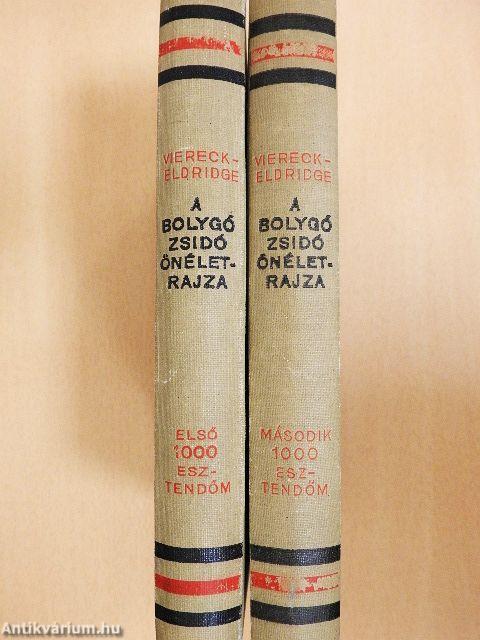 VIERECK-
ELDRIDGE
A
BOLYGÓ
ZSIDÓ
ÖNÉLET-
RAJZA
ELSŐ
1000
ESZ-
TENDŐM
VIERECK-
ELDRIDGE
A
BOLYGÓ
ZSIDÓ
ÖNÉLET-
RAJZA
MÁSODIK
1000
ESZ-
TENDŐM
Antikvárium.hu